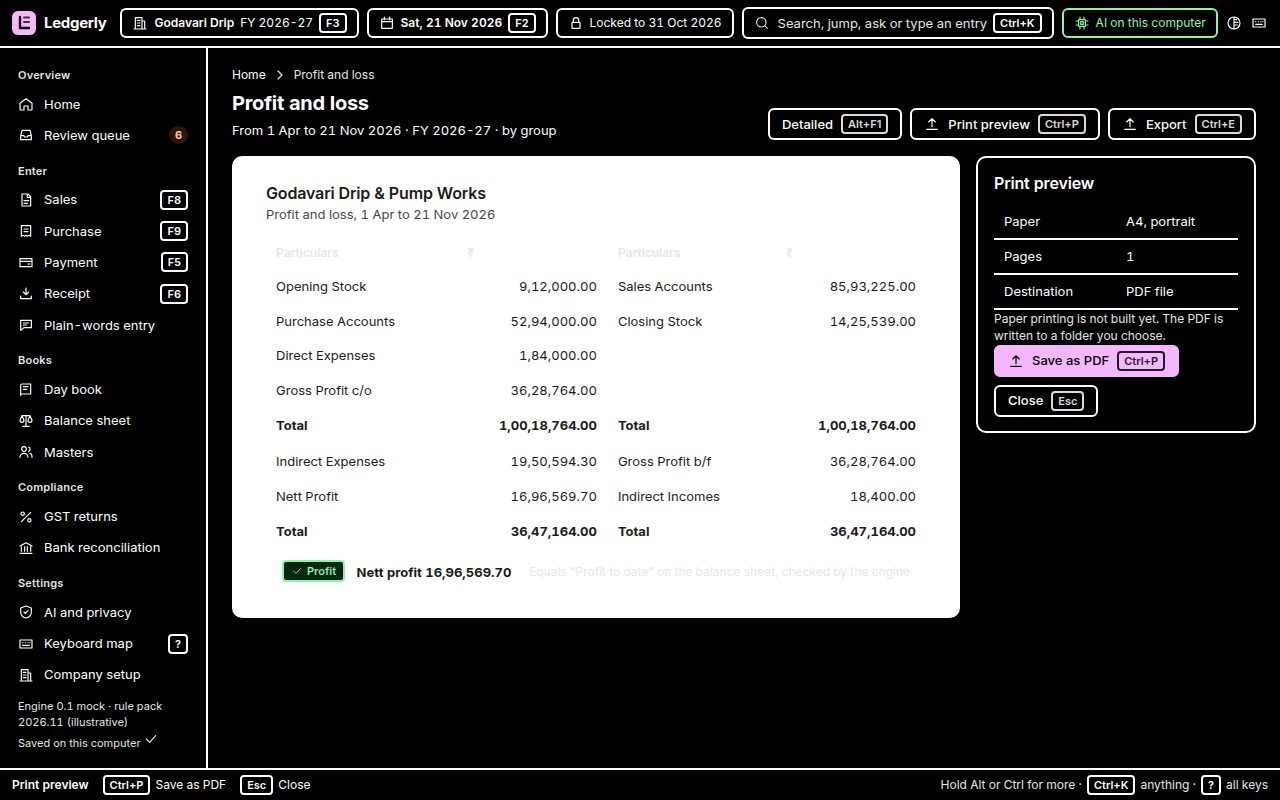 Ledgerly
Godavari Drip FY 2026-27 F3
Sat, 21 Nov 2026 F2
Locked to 31 Oct 2026
Search, jump, ask or type an entry Ctrl+K
AI on this computer
Overview
Home
Review queue 6
Enter
Sales F8
Purchase F9
Payment F5
Receipt F6
Plain-words entry
Books
Day book
Balance sheet
Masters
Compliance
GST returns
Bank reconciliation
Settings
AI and privacy
Keyboard map ?
Company setup
Engine 0.1 mock · rule pack
2026.11 (illustrative)
Saved on this computer
Home > Profit and loss
Profit and loss
From 1 Apr to 21 Nov 2026 · FY 2026-27 · by group
Detailed Alt+F1
Print preview Ctrl+P
Export Ctrl+E
Godavari Drip & Pump Works
Profit and loss, 1 Apr to 21 Nov 2026
Particulars ₹ Particulars ₹
Opening Stock 9,12,000.00 Sales Accounts 85,93,225.00
Purchase Accounts 52,94,000.00 Closing Stock 14,25,539.00
Direct Expenses 1,84,000.00
Gross Profit c/o 36,28,764.00
Total 1,00,18,764.00 Total 1,00,18,764.00
Indirect Expenses 19,50,594.30 Gross Profit b/f 36,28,764.00
Nett Profit 16,96,569.70 Indirect Incomes 18,400.00
Total 36,47,164.00 Total 36,47,164.00
Profit Nett profit 16,96,569.70 Equals "Profit to date" on the balance sheet, checked by the engine
Print preview
Paper A4, portrait
Pages 1
Destination PDF file
Paper printing is not built yet. The PDF is
written to a folder you choose.
Save as PDF Ctrl+P
Close Esc
Print preview Ctrl+P Save as PDF Esc Close
Hold Alt or Ctrl for more · Ctrl+K anything · ? all keys